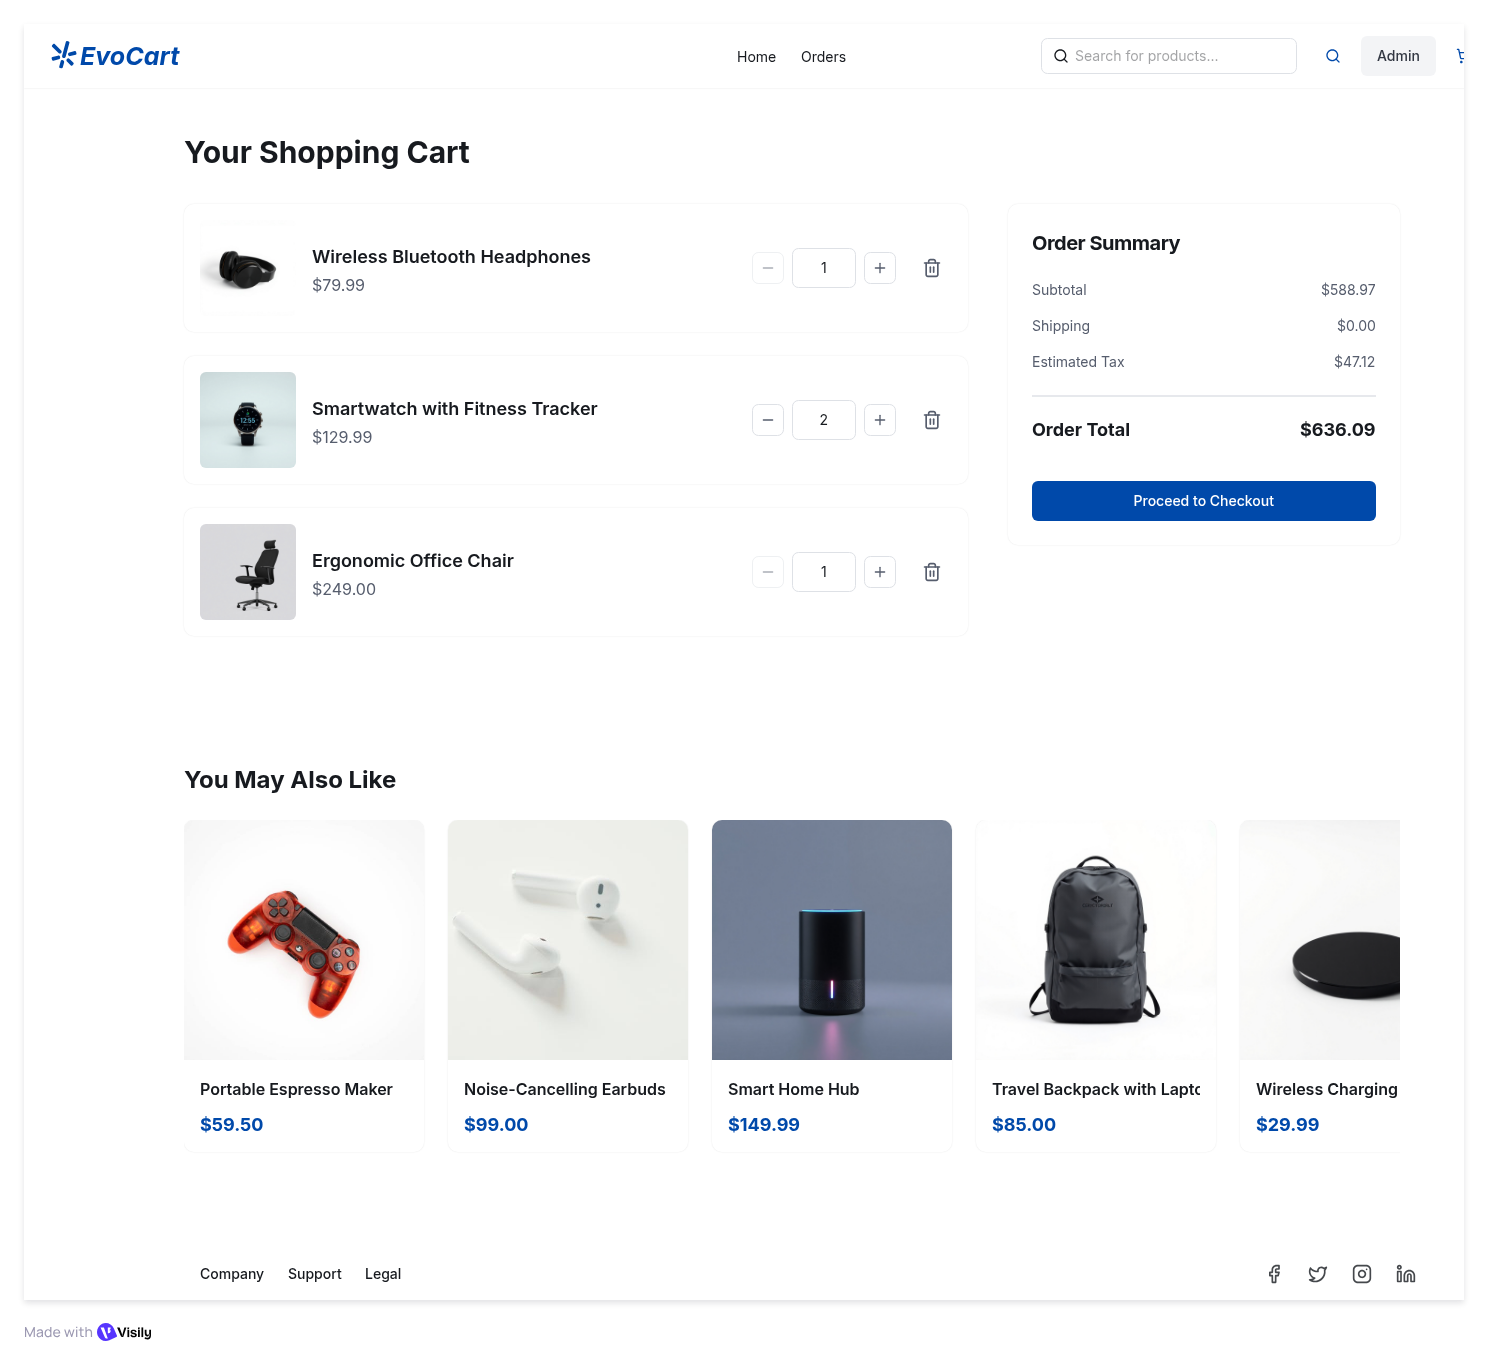 EvoCart
Home
Orders
Search for products...
Admin
Your Shopping Cart
Wireless Bluetooth Headphones
$79.99
1
Smartwatch with Fitness Tracker
12:55
$129.99
2
Ergonomic Office Chair
$249.00
1
Order Summary
Subtotal $588.97
Shipping $0.00
Estimated Tax $47.12
Order Total $636.09
Proceed to Checkout
You May Also Like
Portable Espresso Maker
$59.50
Noise-Cancelling Earbuds
$99.00
Smart Home Hub
$149.99
Travel Backpack with Lapto
$85.00
Wireless Charging
$29.99
Company
Support
Legal
Made with Visily